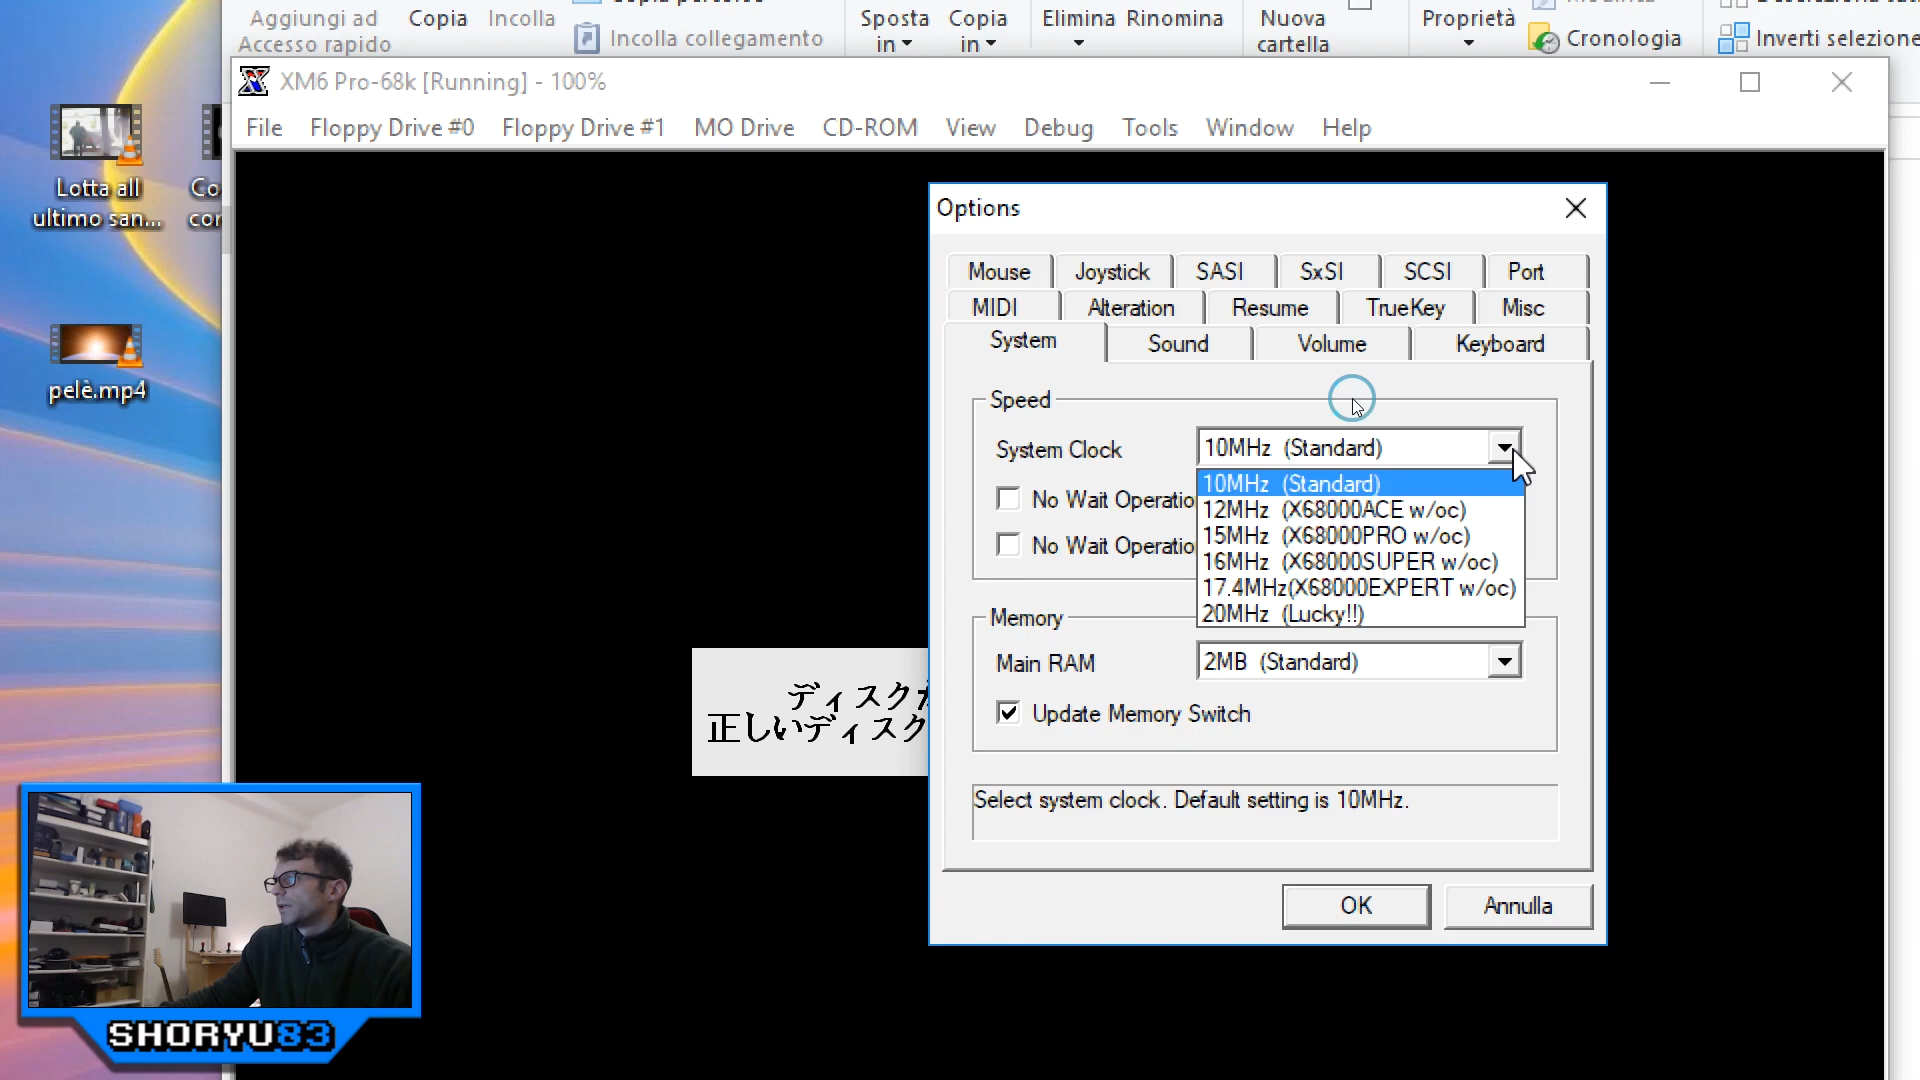 Aggiungi ad
Accesso rapido
Copia
Incolla
Incolla collegamento
Sposta
in
Copia
in
Elimina
Rinomina
Nuova
cartella
Proprietà
Cronologia
Inverti selezione
XM6 Pro-68k [Running] - 100%
File
Floppy Drive #0
Floppy Drive #1
MO Drive
CD-ROM
View
Debug
Tools
Window
Help
Lotta all
ultimo san...
Co
cor
pelè.mp4
ディスク
正しいディスク
Options
Mouse
Joystick
SASI
SxSI
SCSI
Port
MIDI
Alteration
Resume
TrueKey
Misc
System
Sound
Volume
Keyboard
Speed
System Clock
10MHz (Standard)
10MHz (Standard)
12MHz (X68000ACE w/oc)
15MHz (X68000PRO w/oc)
16MHz (X68000SUPER w/oc)
17.4MHz(X68000EXPERT w/oc)
20MHz (Lucky!!)
No Wait Operatio
No Wait Operatio
Memory
Main RAM
2MB (Standard)
Update Memory Switch
Select system clock. Default setting is 10MHz.
OK
Annulla
SHORYU83